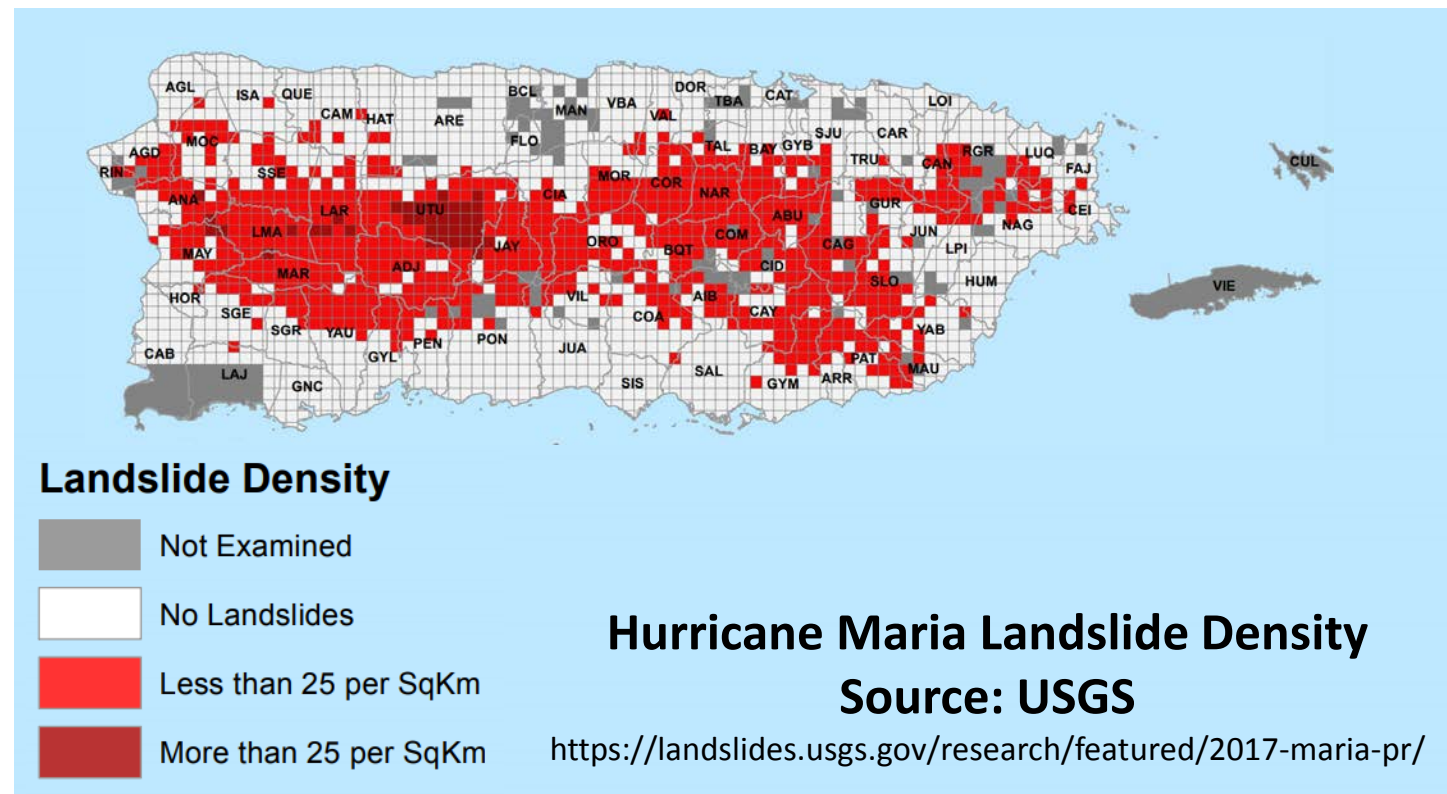 AGL
ISA
QUE
CAM
HAT
ARE
BCL
MAN
VBA
DOR
TBA
CAT
LOI
VAL
FLO
MOC
AGD
RIN
SSE
TAL
BAY
GYB
SJU
CAR
TRU
CAN
RGR
LUQ
FAJ
CUL
ANA
LAR
UTU
CIA
MOR
COR
NAR
ABU
GUR
CEI
NAG
LMA
MAY
JAY
ORO
BQT
COM
CAG
JUN
LPI
MAR
ADJ
CID
SLO
HUM
VIE
HOR
SGE
VIL
AIB
CAY
COA
YAB
SGR
YAU
PEN
PON
JUA
CAB
GYL
PAT
MAU
LAJ
GNC
SIS
SAL
GYM
ARR
Landslide Density
Not Examined
No Landslides
Less than 25 per SqKm
More than 25 per SqKm
Hurricane Maria Landslide Density
Source: USGS
https://landslides.usgs.gov/research/featured/2017-maria-pr/